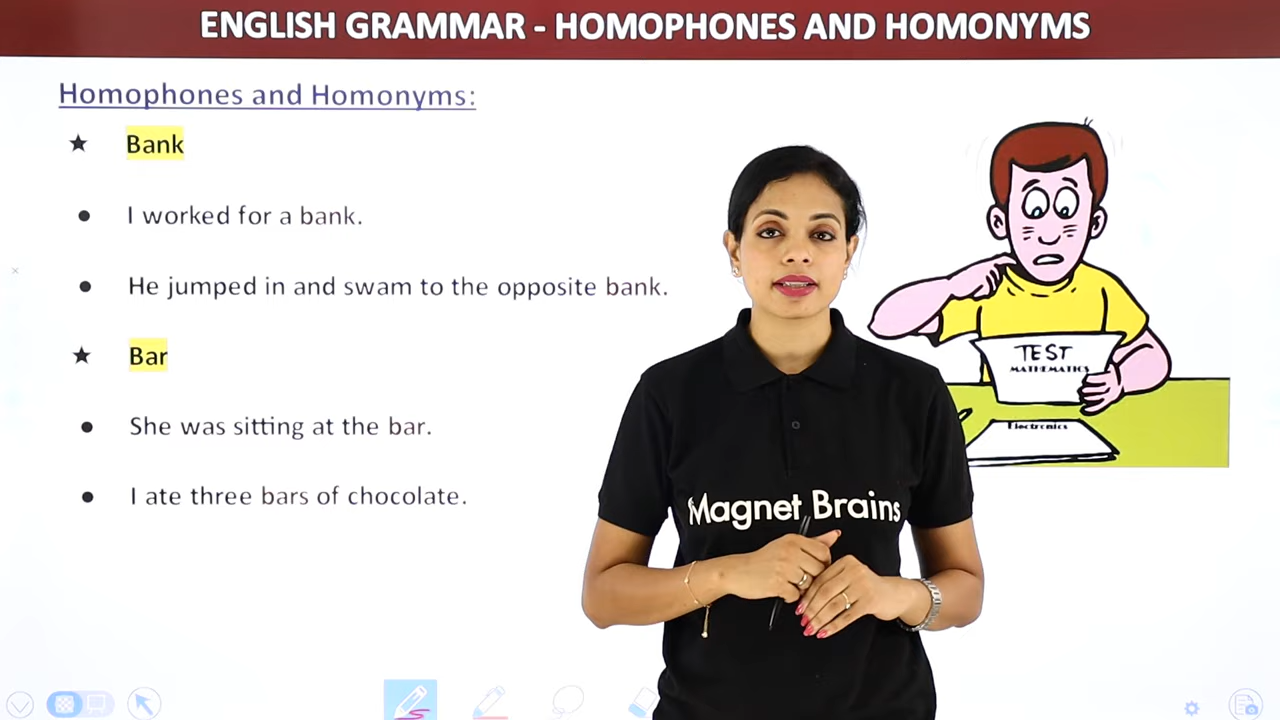 ENGLISH GRAMMAR - HOMOPHONES AND HOMONYMS
Homophones and Homonyms:
★ Bank
● I worked for a bank.
● He jumped in and swam to the opposite bank.
★ Bar
● She was sitting at the bar.
● I ate three bars of chocolate.
TEST
MATHEMATICS
Electronics
Magnet Brains